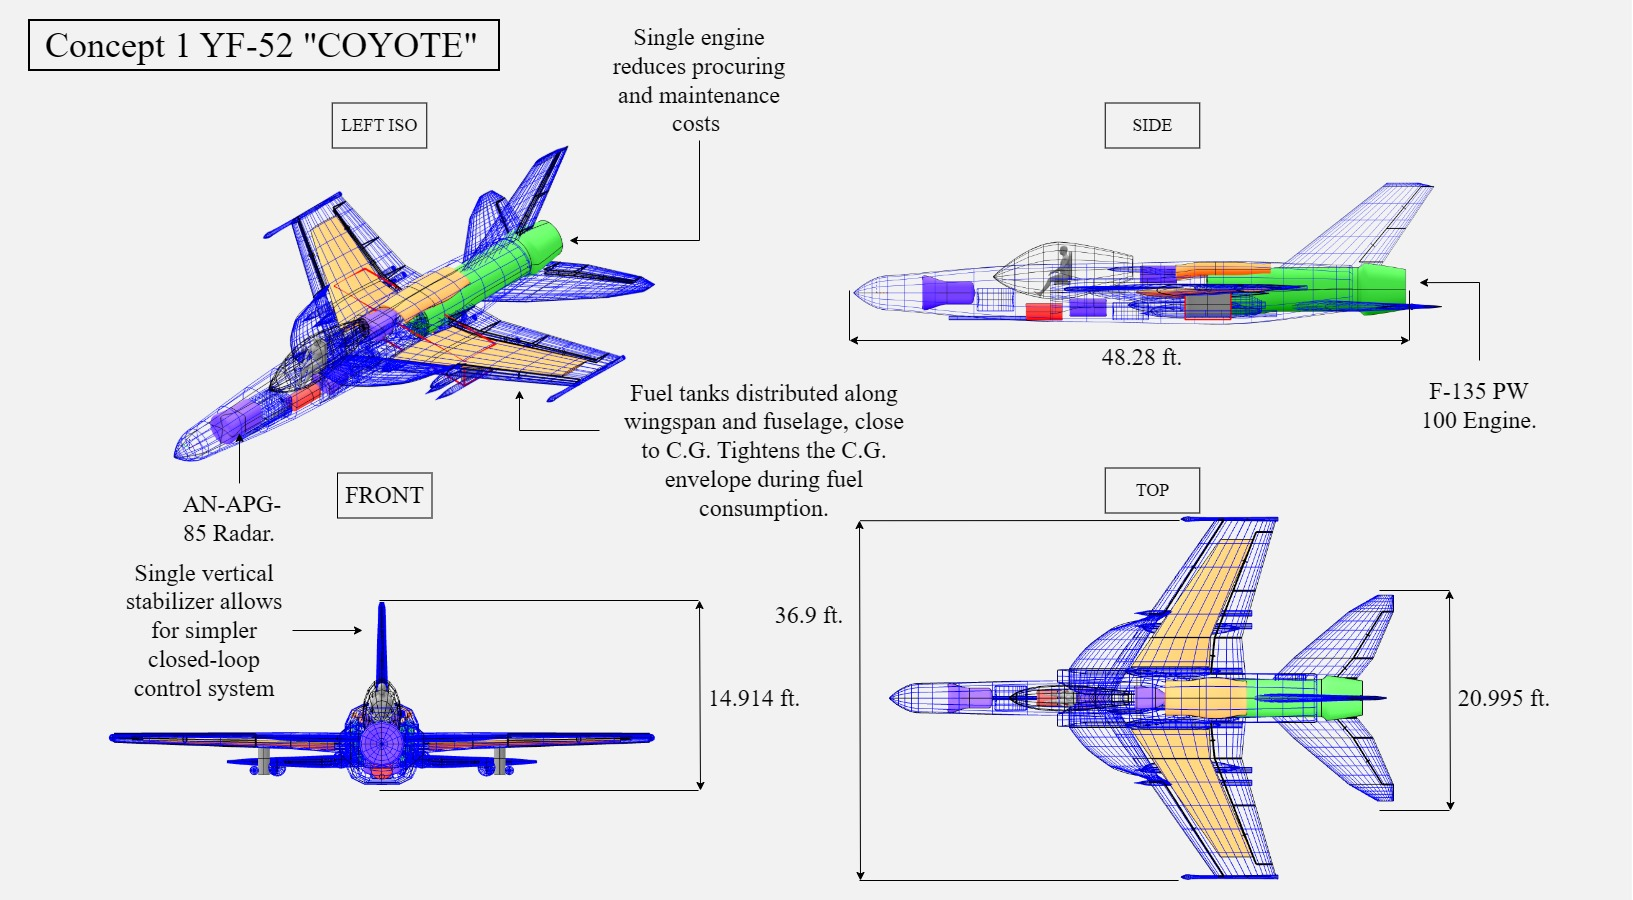 Concept 1 YF-52 "COYOTE"
Single engine
reduces procuring
and maintenance
costs
LEFT ISO
SIDE
48.28 ft.
F-135 PW
100 Engine.
Fuel tanks distributed along
wingspan and fuselage, close
to C.G. Tightens the C.G.
envelope during fuel
consumption.
AN-APG-
85 Radar.
FRONT
TOP
Single vertical
stabilizer allows
for simpler
closed-loop
control system
14.914 ft.
36.9 ft.
20.995 ft.